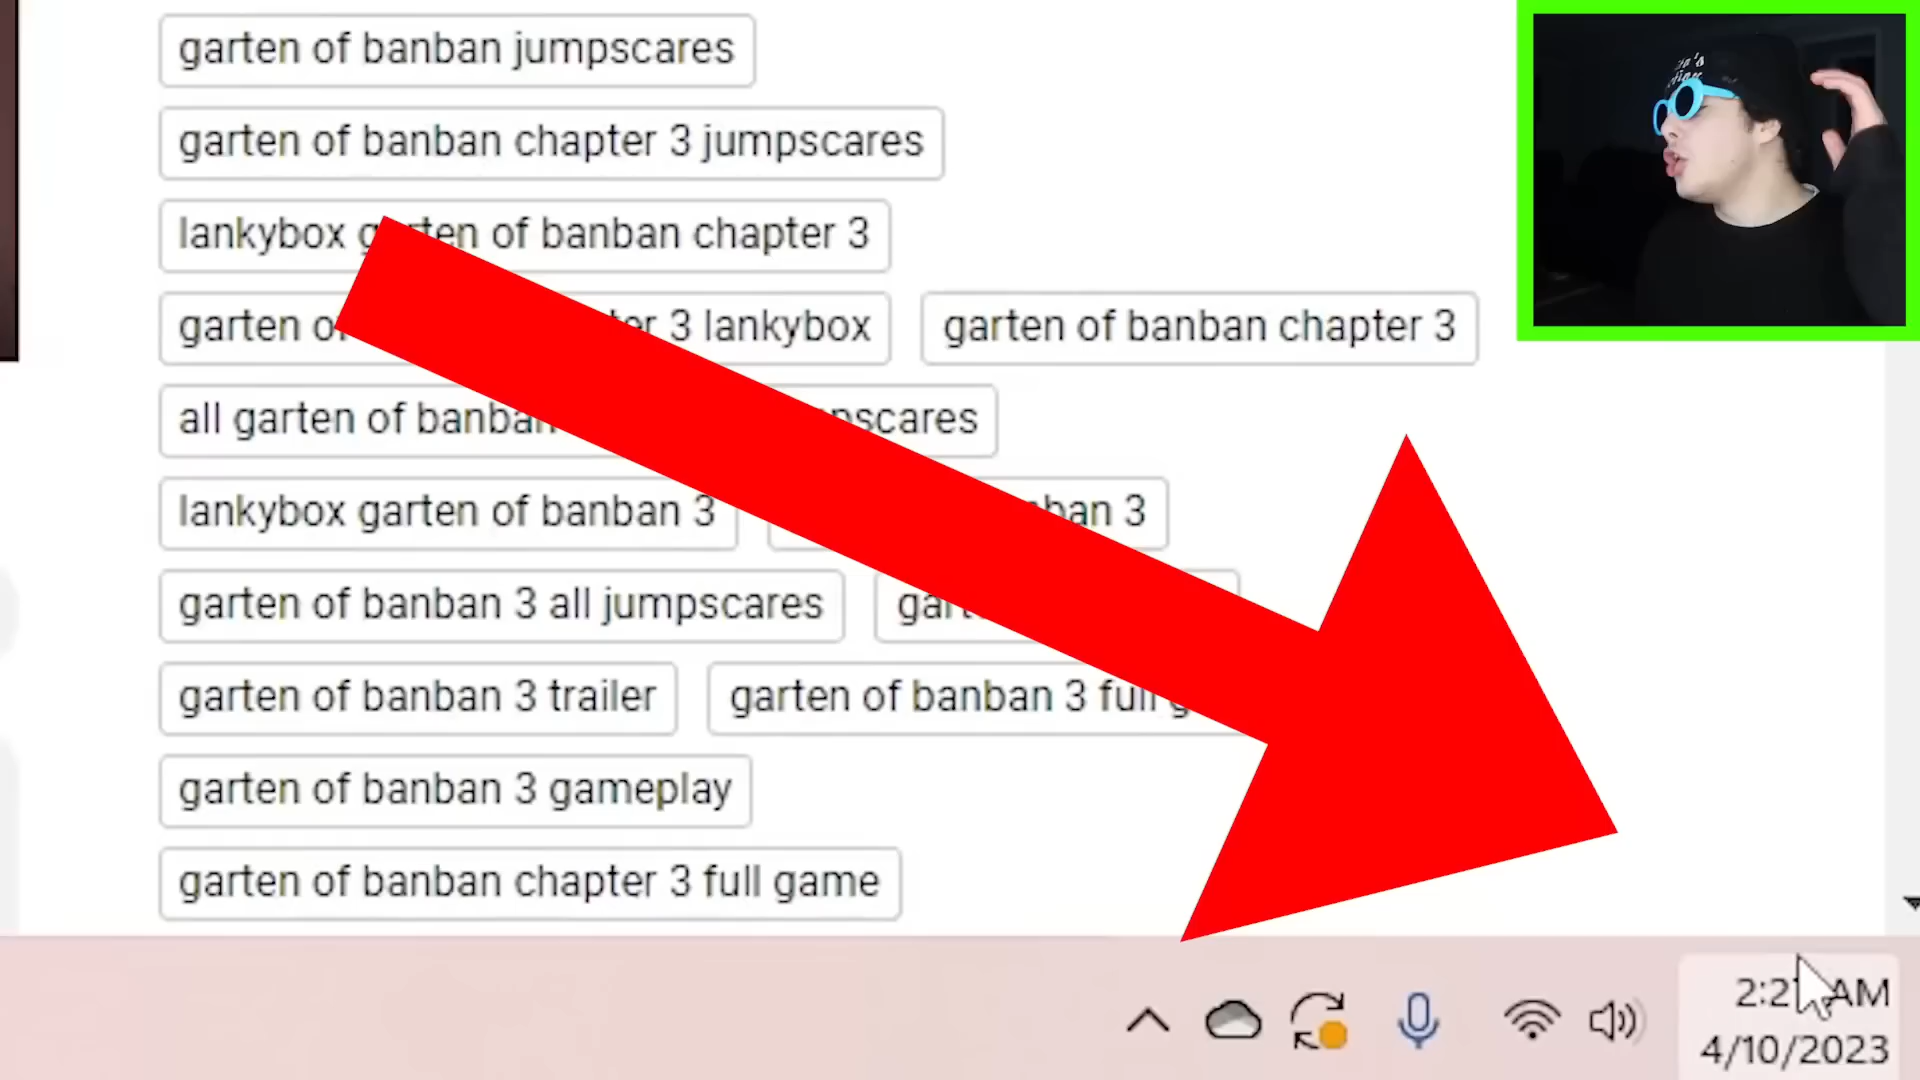 garten of banban jumpscares
garten of banban chapter 3 jumpscares
lankybox garten of banban chapter 3
garten 3 lankybox garten of banban chapter 3
all garten of banban
lankybox garten of banban 3 3
garten of banban 3 all jumpscares
garten of banban 3 trailer garten of banban 3 full
garten of banban 3 gameplay
garten of banban chapter 3 full game
AM
4/10/2023